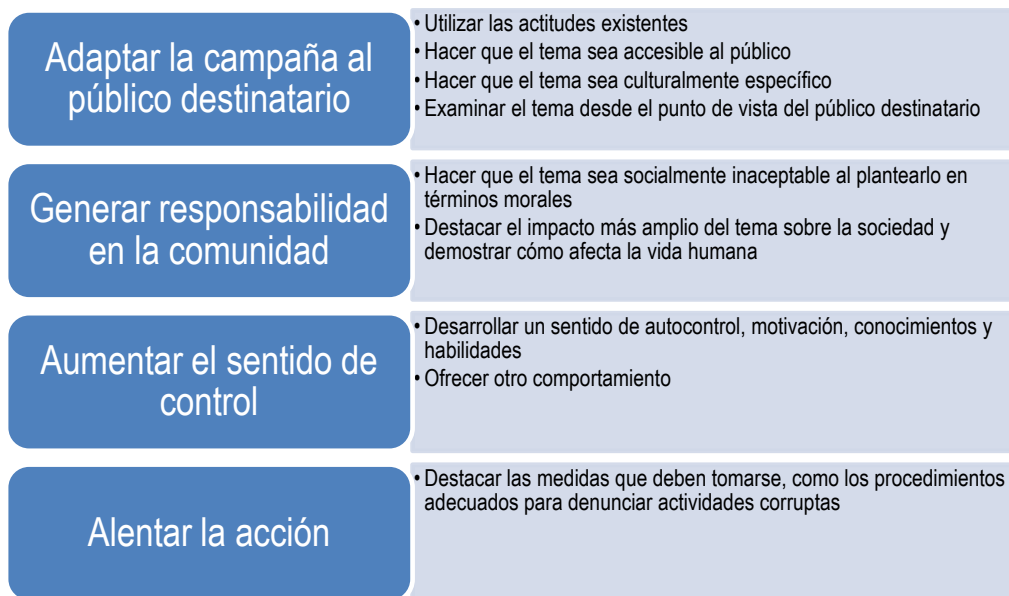 Adaptar la campaña al
público destinatario
• Utilizar las actitudes existentes
• Hacer que el tema sea accesible al público
• Hacer que el tema sea culturalmente específico
• Examinar el tema desde el punto de vista del público destinatario
Generar responsabilidad
en la comunidad
• Hacer que el tema sea socialmente inaceptable al plantearlo en
términos morales
• Destacar el impacto más amplio del tema sobre la sociedad y
demostrar cómo afecta la vida humana
Aumentar el sentido de
control
• Desarrollar un sentido de autocontrol, motivación, conocimientos y
habilidades
• Ofrecer otro comportamiento
Alentar la acción
• Destacar las medidas que deben tomarse, como los procedimientos
adecuados para denunciar actividades corruptas